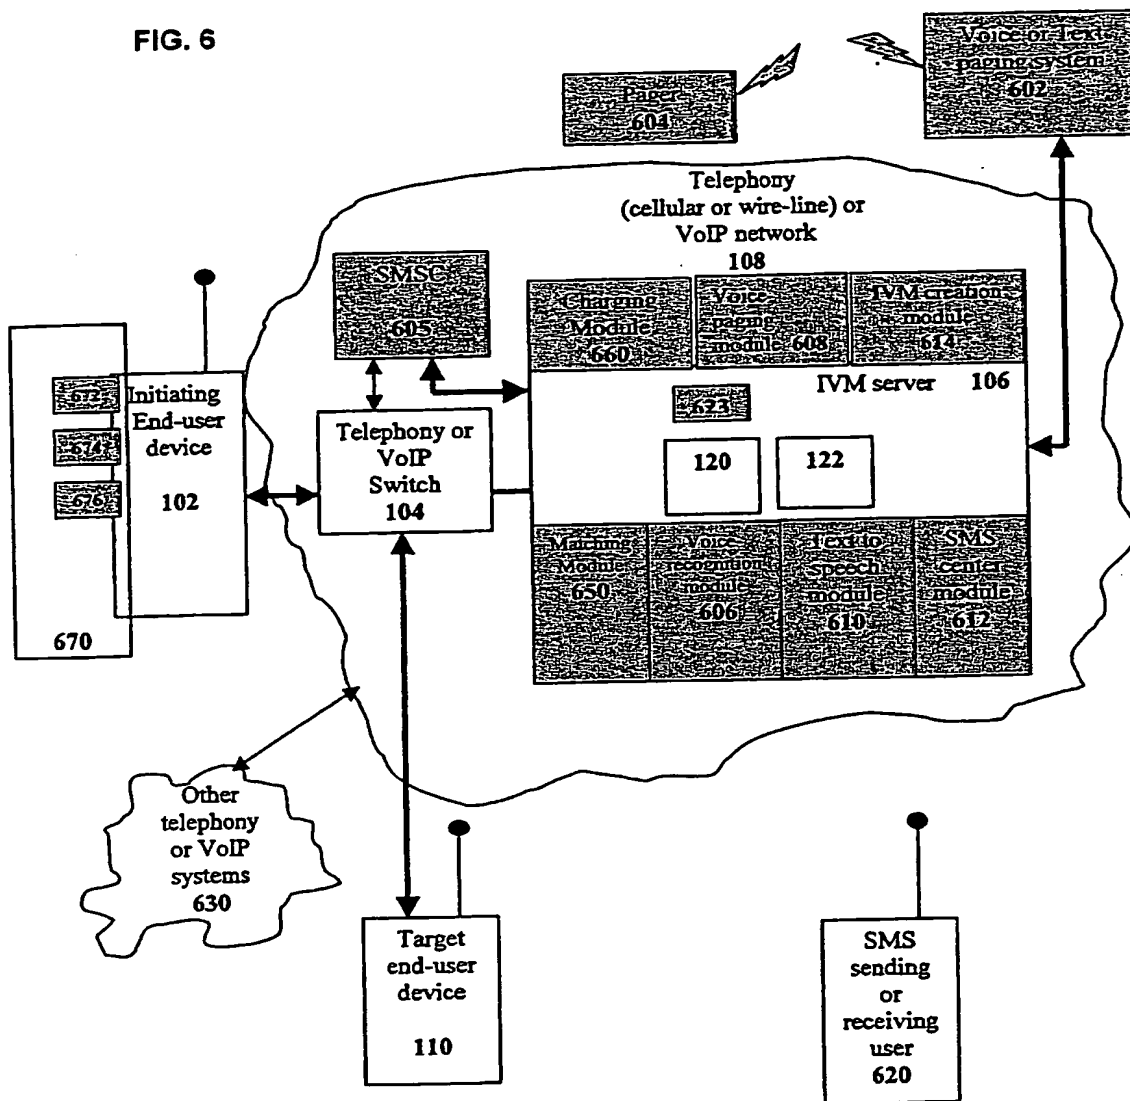 FIG. 6
Voice or Text
paging system
602
Pager
604
Telephony
(cellular or wire-line) or
VoIP network
108
SMSC
605
Charging
Module
660
Voice
paging
module 608
IVM creation
module
614
IVM server 106
623
120
122
672
674
676
Initiating
End-user
device
102
670
Telephony or
VoIP
Switch
104
Matching
Module
650
Voice
recognition
module
606
Text to
speech
module
610
SMS
center
module
612
Other
telephony
or VoIP
systems
630
Target
end-user
device
110
SMS
sending
or
receiving
user
620